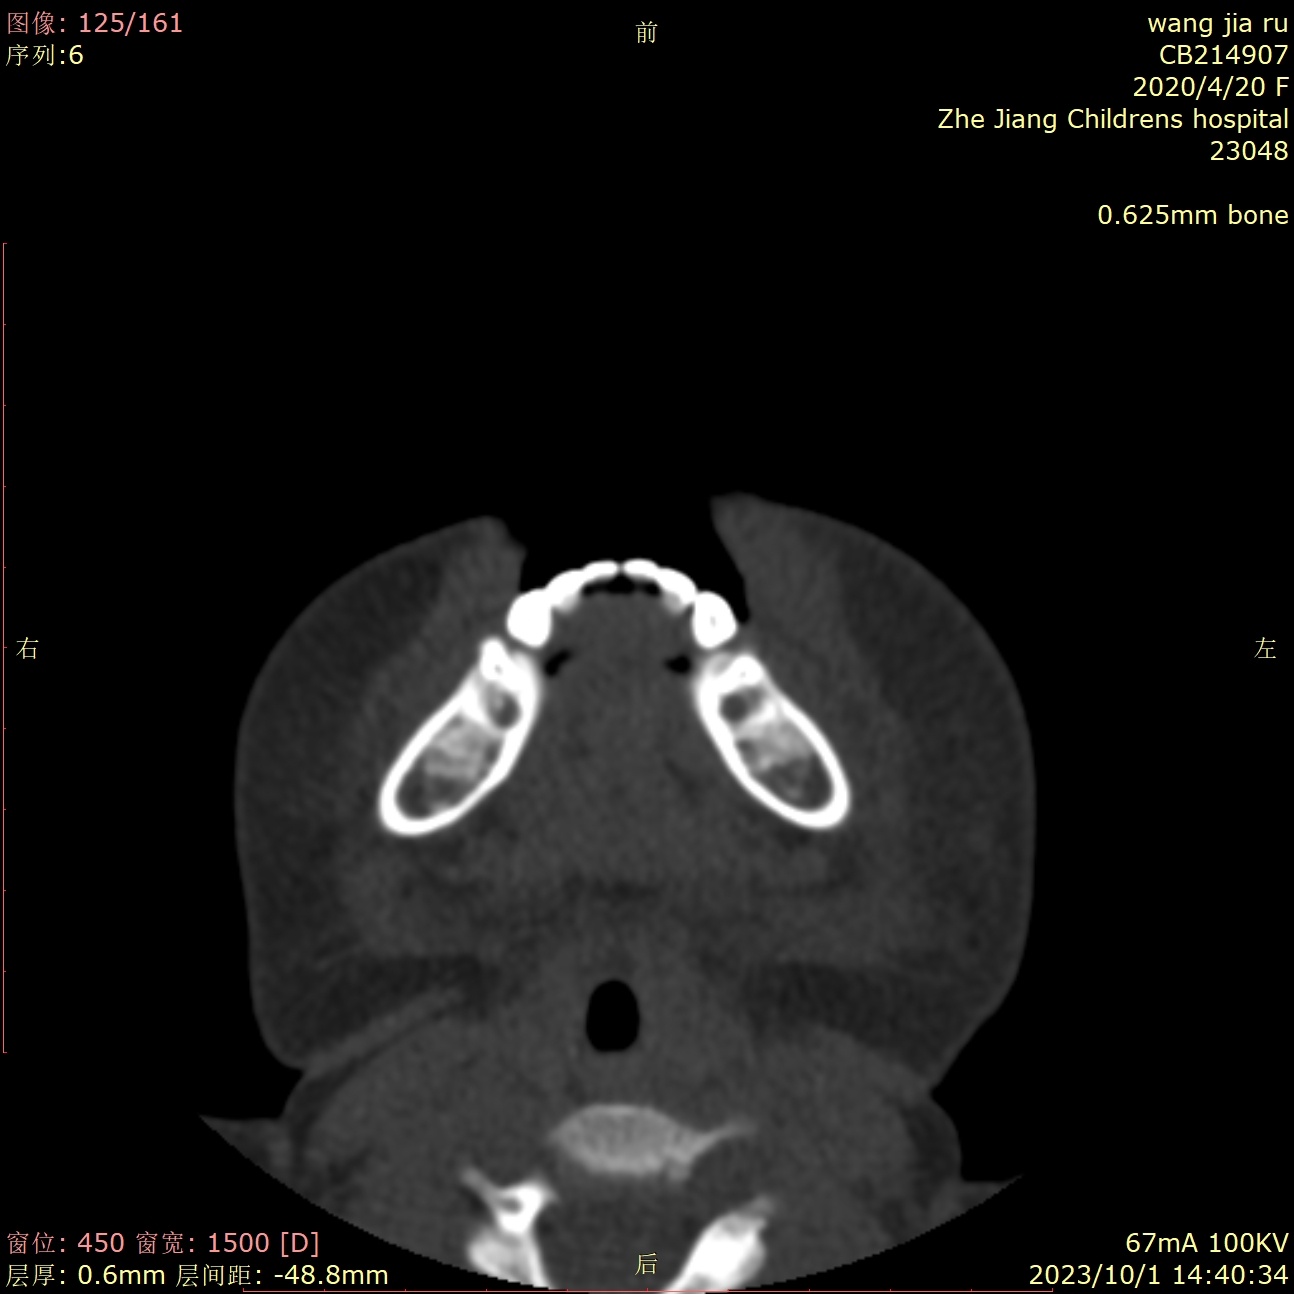 图像: 125/161
序列:6
前
wang jia ru
CB214907
2020/4/20 F
Zhe Jiang Childrens hospital
23048
0.625mm bone
右
左
窗位: 450 窗宽: 1500 [D]
层厚: 0.6mm 层间距: -48.8mm
后
67mA 100KV
2023/10/1 14:40:34